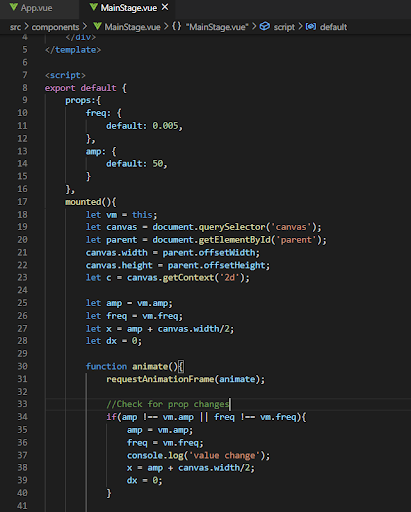 App.vue MainStage.vue ×
src > components > MainStage.vue > {} "MainStage.vue" > script > default
4 </div>
5 </template>
6
7 <script>
8 export default {
9 props:{
10 freq: {
11 default: 0.005,
12 },
13 amp: {
14 default: 50,
15 }
16 },
17 mounted(){
18 let vm = this;
19 let canvas = document.querySelector('canvas');
20 let parent = document.getElementById('parent');
21 canvas.width = parent.offsetWidth;
22 canvas.height = parent.offsetHeight;
23 let c = canvas.getContext('2d');
24
25 let amp = vm.amp;
26 let freq = vm.freq;
27 let x = amp + canvas.width/2;
28 let dx = 0;
29
30 function animate(){
31 requestAnimationFrame(animate);
32
33 //Check for prop changes
34 if(amp !== vm.amp || freq !== vm.freq){
35 amp = vm.amp;
36 freq = vm.freq;
37 console.log('value change');
38 x = amp + canvas.width/2;
39 dx = 0;
40 }
41